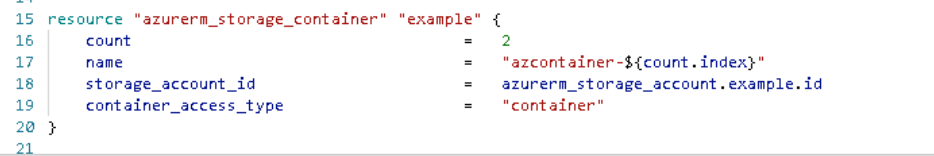 15 resource "azurerm_storage_container" "example" {
16     count                          =   2
17     name                           =   "azcontainer-${count.index}"
18     storage_account_id             =   azurerm_storage_account.example.id
19     container_access_type          =   "container"
20 }
21